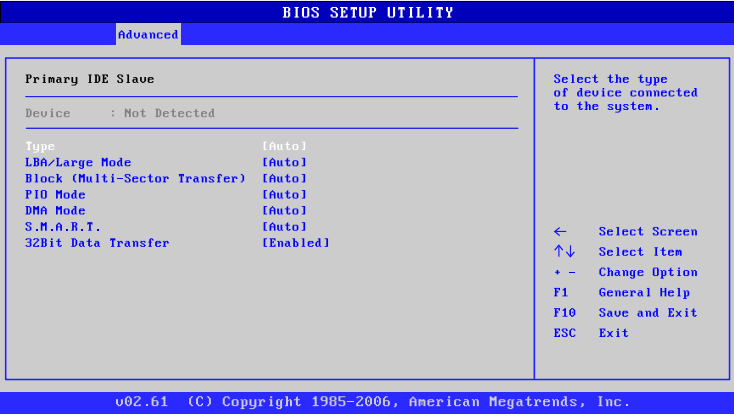 BIOS SETUP UTILITY
Advanced
Primary IDE Slave
Device : Not Detected
Type [Auto]
LBA/Large Mode [Auto]
Block (Multi-Sector Transfer) [Auto]
PIO Mode [Auto]
DMA Mode [Auto]
S.M.A.R.T. [Auto]
32Bit Data Transfer [Enabled]
Select the type
of device connected
to the system.
← Select Screen
↑↓ Select Item
+ - Change Option
F1 General Help
F10 Save and Exit
ESC Exit
v02.61 (C) Copyright 1985-2006, American Megatrends, Inc.